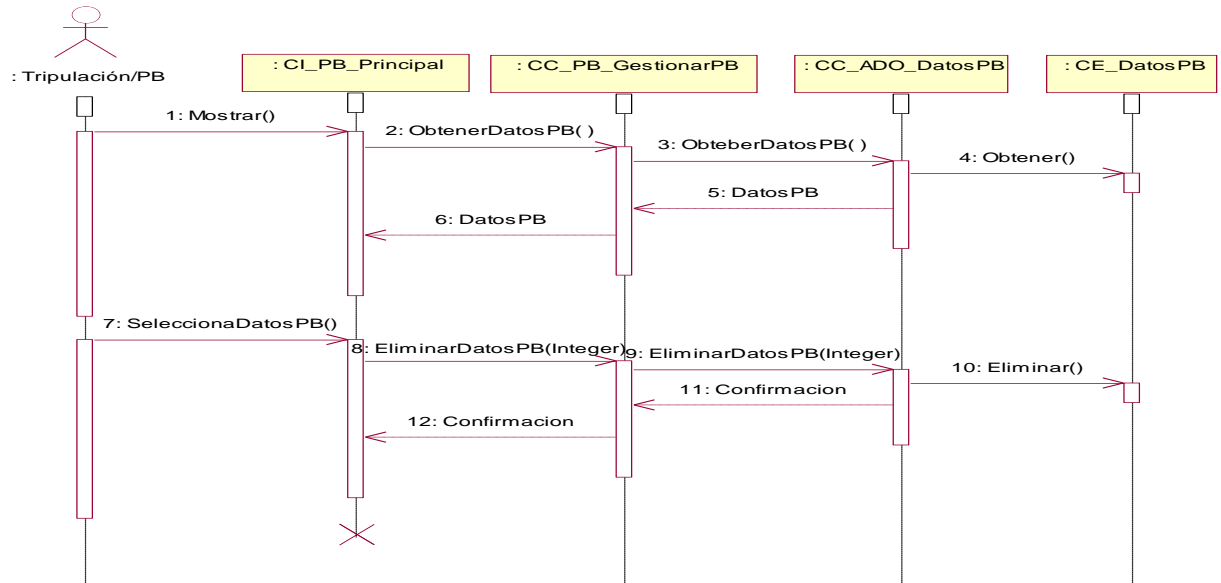 : Tripulación/PB
: CI_PB_Principal
: CC_PB_GestionarPB
: CC_ADO_DatosPB
: CE_DatosPB
1: Mostrar()
2: ObtenerDatosPB( )
3: ObteberDatosPB( )
4: Obtener()
5: DatosPB
6: DatosPB
7: SeleccionaDatosPB()
8: EliminarDatosPB(Integer)
9: EliminarDatosPB(Integer)
10: Eliminar()
11: Confirmacion
12: Confirmacion